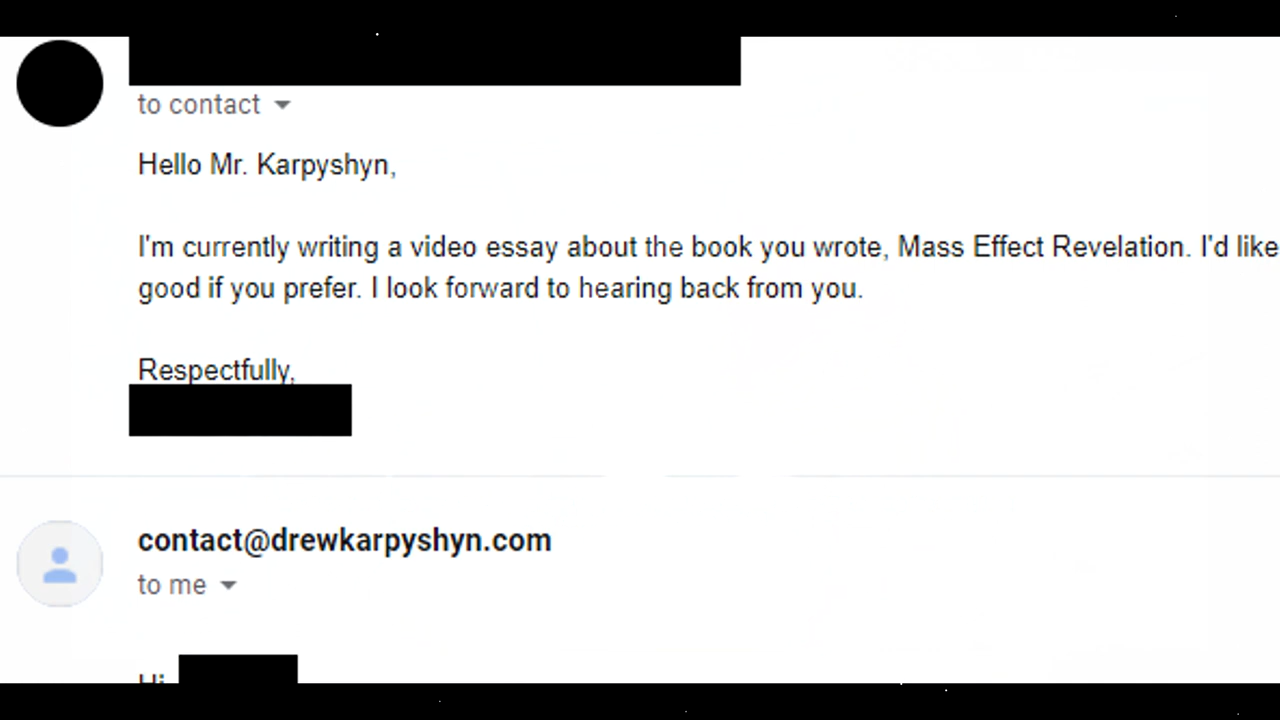 to contact
Hello Mr. Karpyshyn,
I'm currently writing a video essay about the book you wrote, Mass Effect Revelation. I'd like
good if you prefer. I look forward to hearing back from you.
Respectfully,
contact@drewkarpyshyn.com
to me
Hi